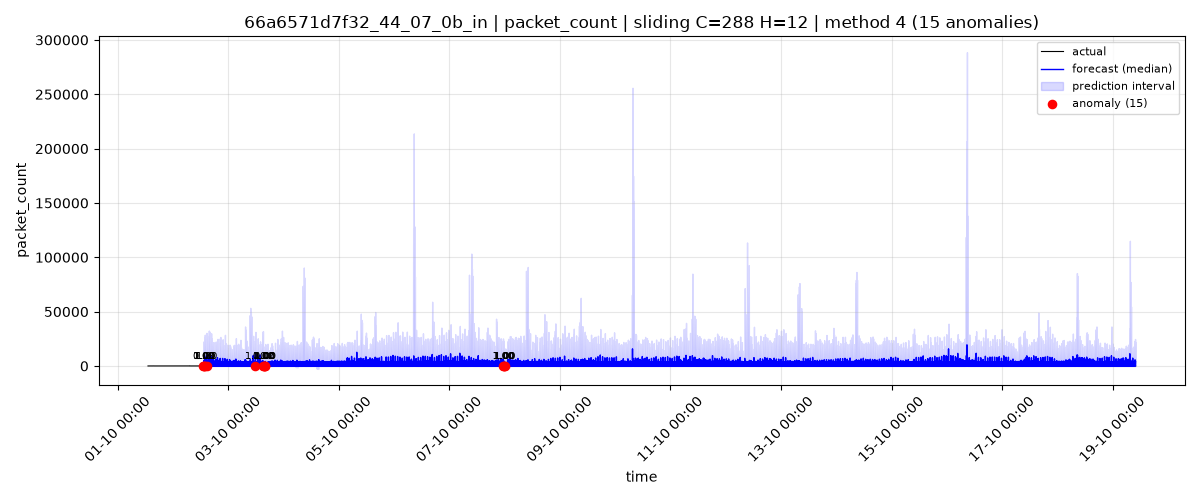 66a6571d7f32_44_07_0b_in | packet_count | sliding C=288 H=12 | method 4 (15 anomalies)
300000
250000
200000
150000
100000
50000
0
packet_count
actual
forecast (median)
prediction interval
anomaly (15)
1.00
01-10 00:00
03-10 00:00
05-10 00:00
07-10 00:00
09-10 00:00
11-10 00:00
13-10 00:00
15-10 00:00
17-10 00:00
19-10 00:00
time